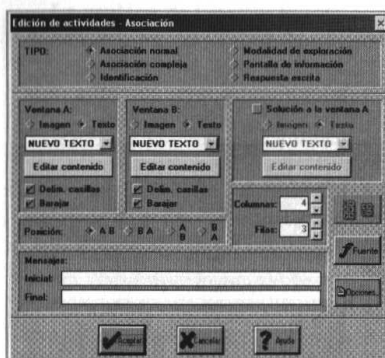 Edición de actividades - Asociación
TIPO:
Asociación normal
Asociación compleja
Identificación
Modalidad de exploración
Pantalla de información
Respuesta escrita
Ventana A:
Imagen Texto
NUEVO TEXTO
Editar contenido
Delim. casillas
Barajar
Ventana B:
Imagen Texto
NUEVO TEXTO
Editar contenido
Delim. casillas
Barajar
Solución a la ventana A
Imagen Texto
NUEVO TEXTO
Editar contenido
Posición:
A B
B A
A
B
B
A
Columnas: 4
Filas: 3
Fuente
Opciones
Mensajes:
Inicial:
Final:
Aceptar
Cancelar
? Ayuda